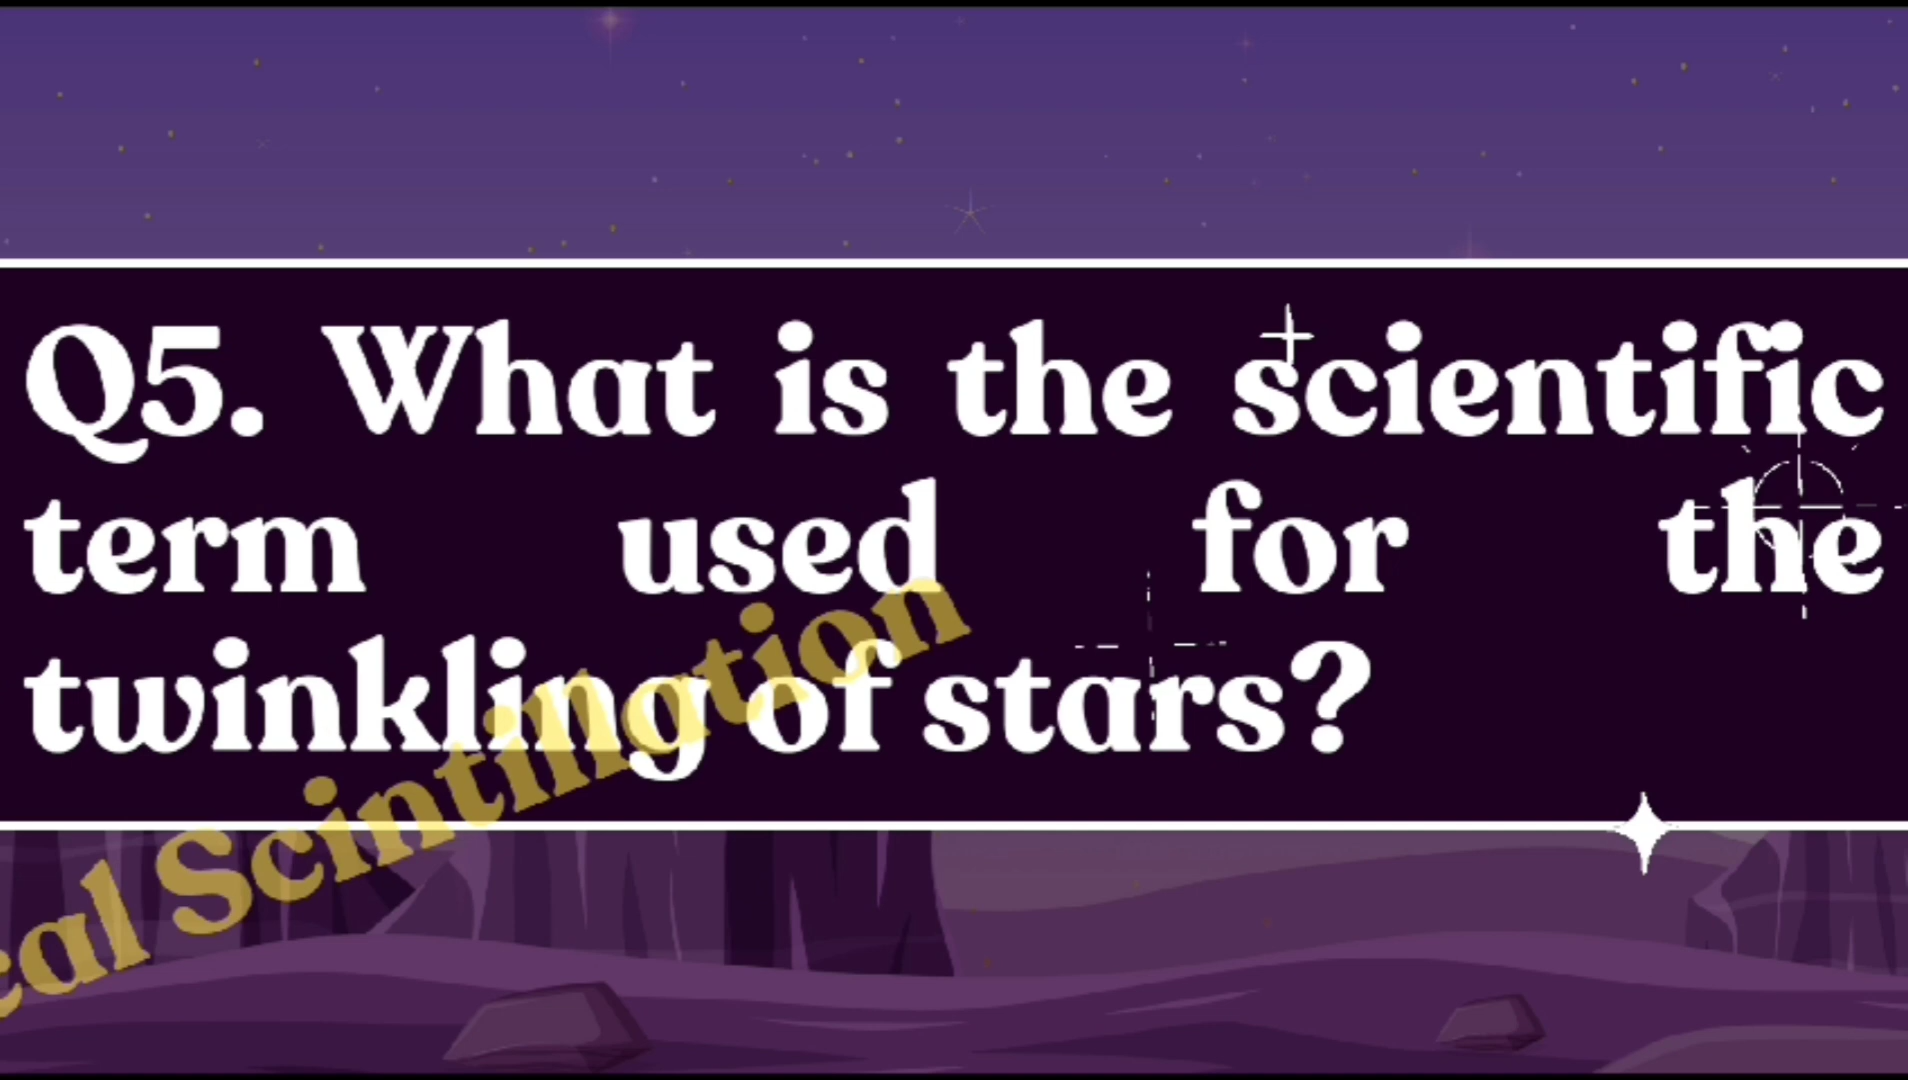 Q5. What is the scientific
term used for the
twinkling of stars?
cal Scintillation